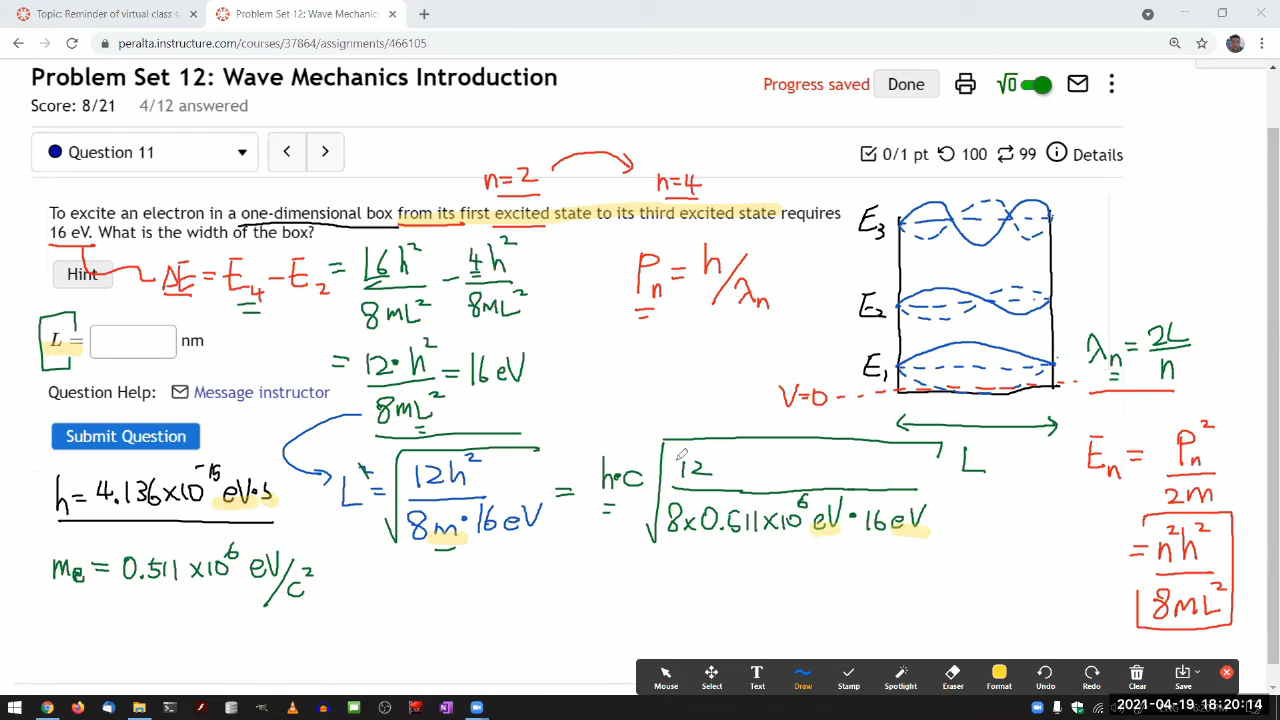 Topic: Reminder of virtual class s
Problem Set 12: Wave Mechanics
peralta.instructure.com/courses/37864/assignments/466105
Problem Set 12: Wave Mechanics Introduction
Progress saved
Done
√0
Score: 8/21 4/12 answered
Question 11
0/1 pt 100 99 Details
n=2
n=4
To excite an electron in a one-dimensional box from its first excited state to its third excited state requires
16 eV. What is the width of the box?
Hint
ΔE = E₄ - E₂ = 16h²/8mL² - 4h²/8mL²
Pₙ = h/λₙ
E₃
E₂
E₁
V=0
L
λₙ = 2L/n
L = nm
= 12·h²/8mL² = 16eV
Question Help: Message instructor
Submit Question
h = 4.136×10⁻¹⁵ eV·s
L = √(12h²/8m·16eV) = h·c √(12/8×0.511×10⁶ eV·16eV)
Eₙ = Pₙ²/2m
= n²h²/8mL²
mₑ = 0.511×10⁶ eV/c²
Mouse Select Text Draw Stamp Spotlight Eraser Format Undo Redo Clear Save
2021-04-19 18:20:14